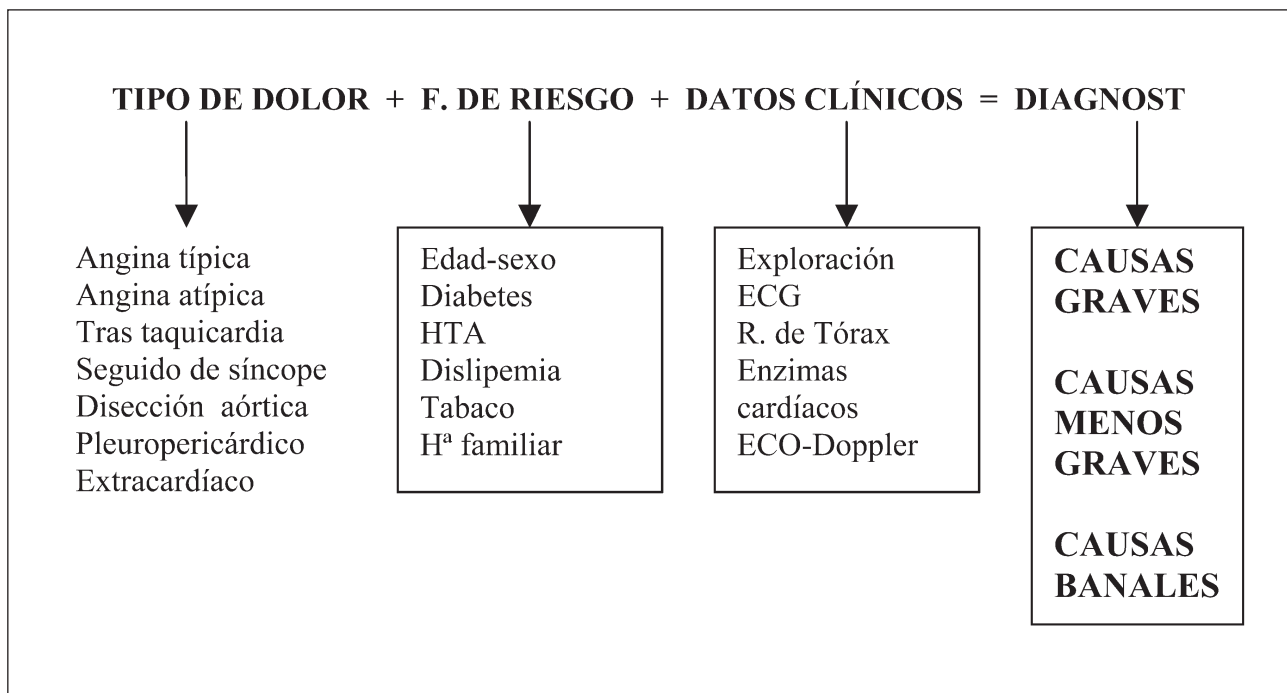 TIPO DE DOLOR + F. DE RIESGO + DATOS CLÍNICOS = DIAGNOST
Angina típica
Angina atípica
Tras taquicardia
Seguido de síncope
Disección aórtica
Pleuropericárdico
Extracardíaco
Edad-sexo
Diabetes
HTA
Dislipemia
Tabaco
Hª familiar
Exploración
ECG
R. de Tórax
Enzimas
cardíacos
ECO-Doppler
CAUSAS
GRAVES
CAUSAS
MENOS
GRAVES
CAUSAS
BANALES